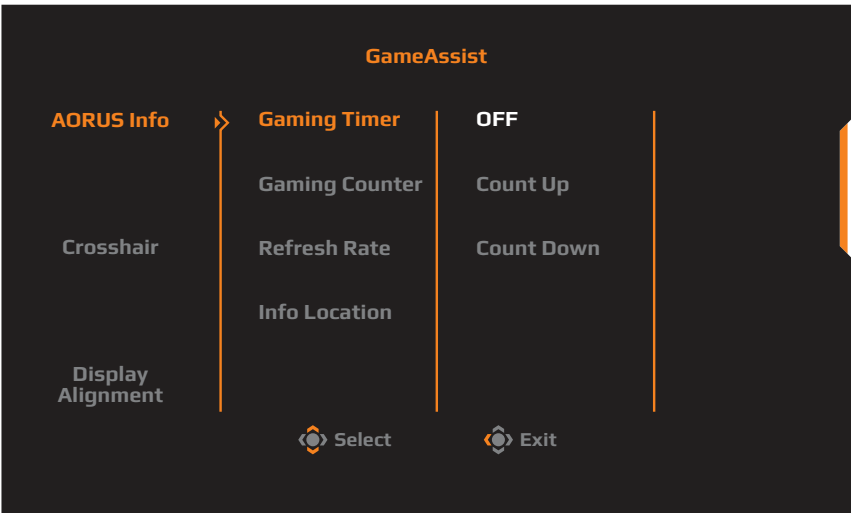 GameAssist
AORUS Info
Gaming Timer
OFF
Gaming Counter
Count Up
Crosshair
Refresh Rate
Count Down
Info Location
Display
Alignment
Select
Exit